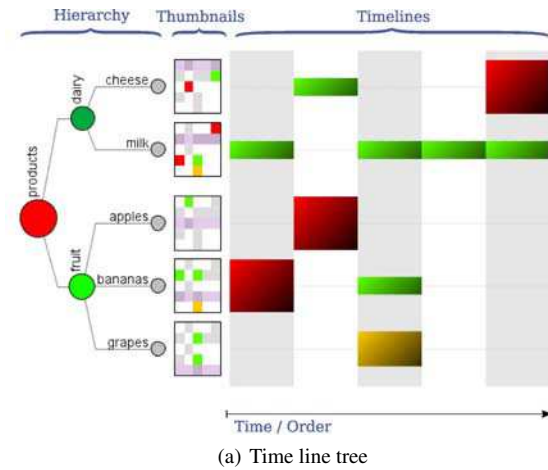 Hierarchy Thumbnails Timelines
cheese
dairy
milk
products
apples
fruit
bananas
grapes
Time / Order
(a) Time line tree